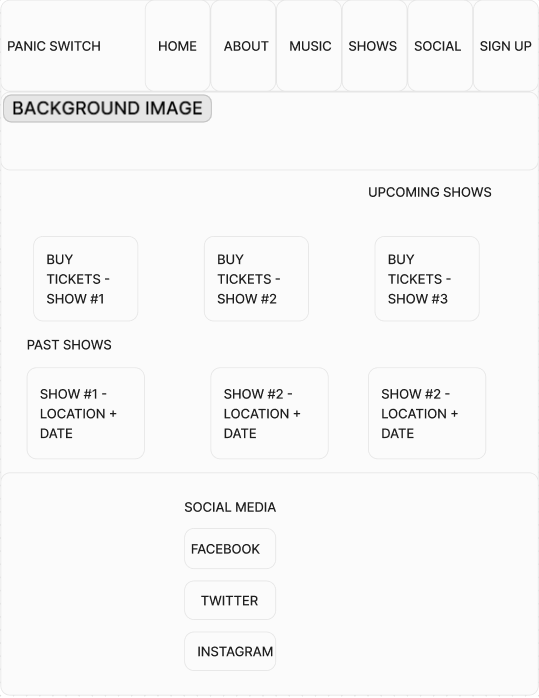 PANIC SWITCH
HOME
ABOUT
MUSIC
SHOWS
SOCIAL
SIGN UP
BACKGROUND IMAGE
UPCOMING SHOWS
BUY
TICKETS -
SHOW #1
BUY
TICKETS -
SHOW #2
BUY
TICKETS -
SHOW #3
PAST SHOWS
SHOW #1 -
LOCATION +
DATE
SHOW #2 -
LOCATION +
DATE
SHOW #2 -
LOCATION +
DATE
SOCIAL MEDIA
FACEBOOK
TWITTER
INSTAGRAM